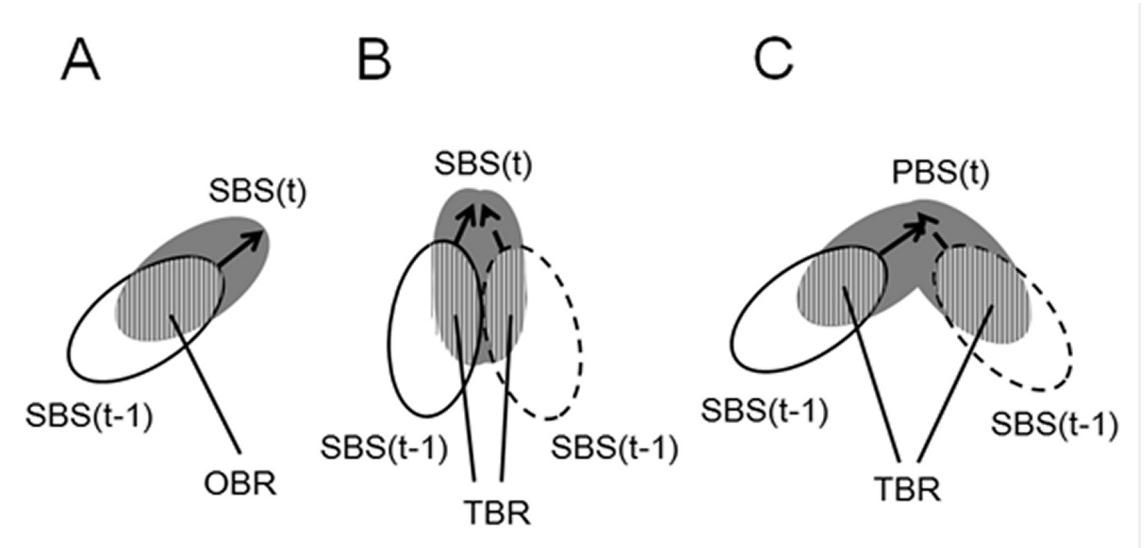 A
B
C
SBS(t)
SBS(t-1)
OBR
SBS(t)
SBS(t-1)
SBS(t-1)
TBR
PBS(t)
SBS(t-1)
SBS(t-1)
TBR